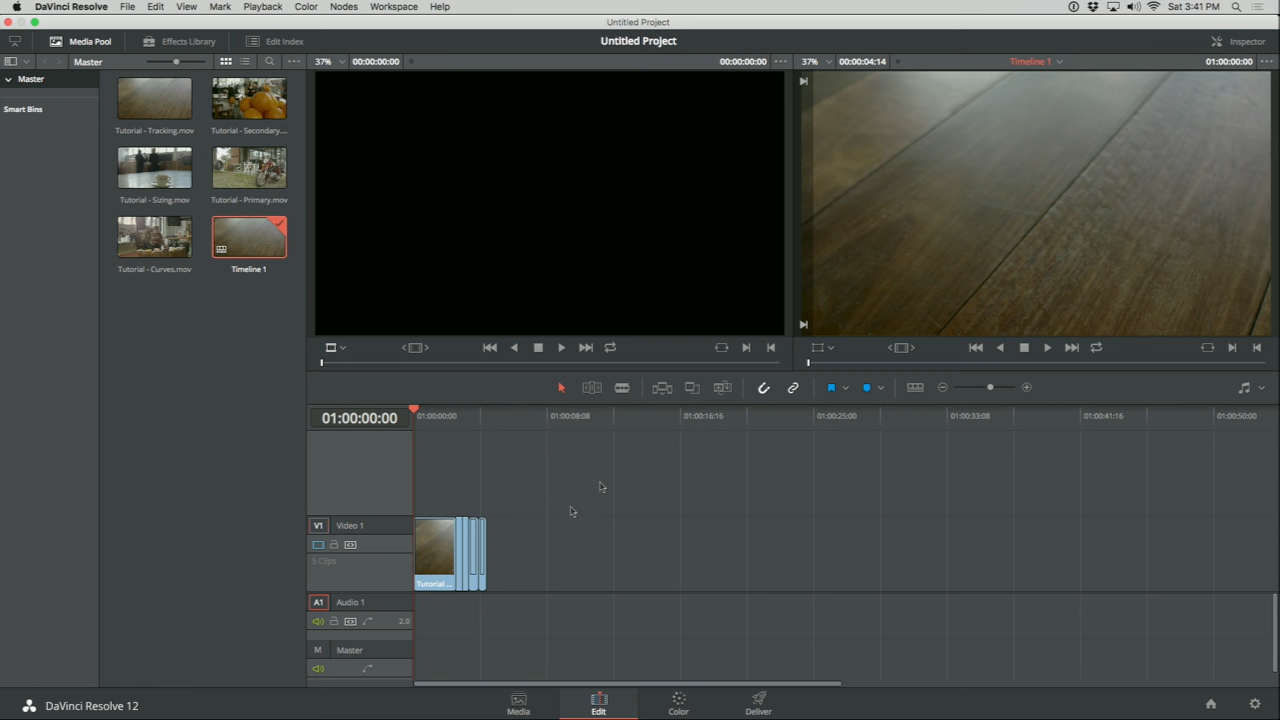 DaVinci Resolve File Edit View Mark Playback Color Nodes Workspace Help Sat 3:41 PM
Untitled Project
Media Pool Effects Library Edit Index Untitled Project Inspector
Master 37% 00:00:00:00 00:00:00:00 37% 00:00:04:14 Timeline 1 01:00:00:00
Master
Smart Bins
Tutorial - Tracking.mov Tutorial - Secondary....
Tutorial - Sizing.mov Tutorial - Primary.mov
Tutorial - Curves.mov Timeline 1
01:00:00:00 01:00:00:00 01:00:08:08 01:00:16:16 01:00:25:00 01:00:33:08 01:00:41:16 01:00:50:00
V1 Video 1
5 Clips
Tutorial ...
A1 Audio 1
2.0
M Master
DaVinci Resolve 12 Media Edit Color Deliver